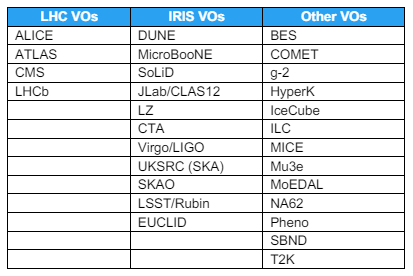 LHC VOs IRIS VOs Other VOs
ALICE DUNE BES
ATLAS MicroBooNE COMET
CMS SoLiD g-2
LHCb JLab/CLAS12 HyperK
LZ IceCube
CTA ILC
Virgo/LIGO MICE
UKSRC (SKA) Mu3e
SKAO MoEDAL
LSST/Rubin NA62
EUCLID Pheno
SBND
T2K